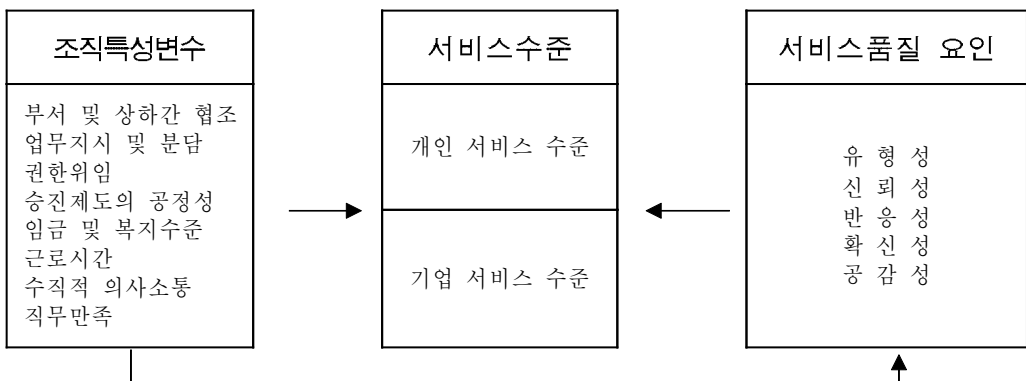 조직특성변수
부서 및 상하간 협조
업무지시 및 분담
권한위임
승진제도의 공정성
임금 및 복지수준
근로시간
수직적 의사소통
직무만족
서비스수준
개인 서비스 수준
기업 서비스 수준
서비스품질 요인
유 형 성
신 뢰 성
반 응 성
확 신 성
공 감 성